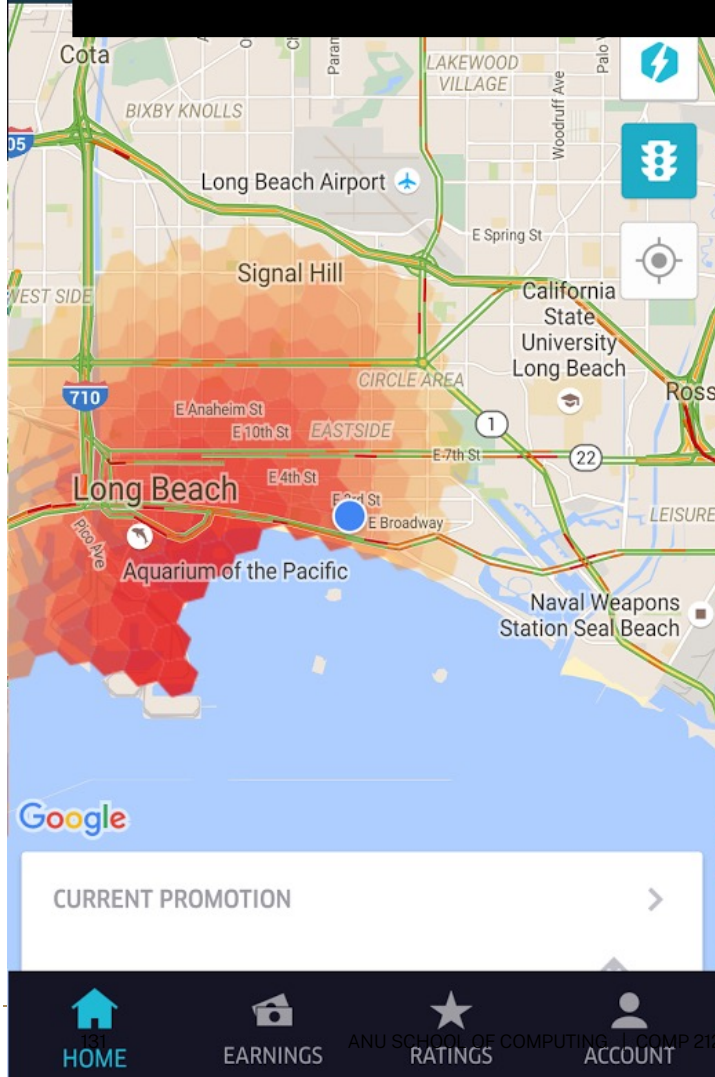 Cota
LAKEWOOD
VILLAGE
Woodruff Ave
BIXBY KNOLLS
05
Long Beach Airport
E Spring St
Signal Hill
WEST SIDE
California
State
University
Long Beach
CIRCLE AREA
710
Ross
E Anaheim St
1
E 10th St
EASTSIDE
E 7th St
22
E 4th St
Long Beach
E 3rd St
E Broadway
LEISURE
Pico Ave
Aquarium of the Pacific
Naval Weapons
Station Seal Beach
Google
CURRENT PROMOTION
HOME
EARNINGS
RATINGS
ACCOUNT
131
ANU SCHOOL OF COMPUTING | COMP 212